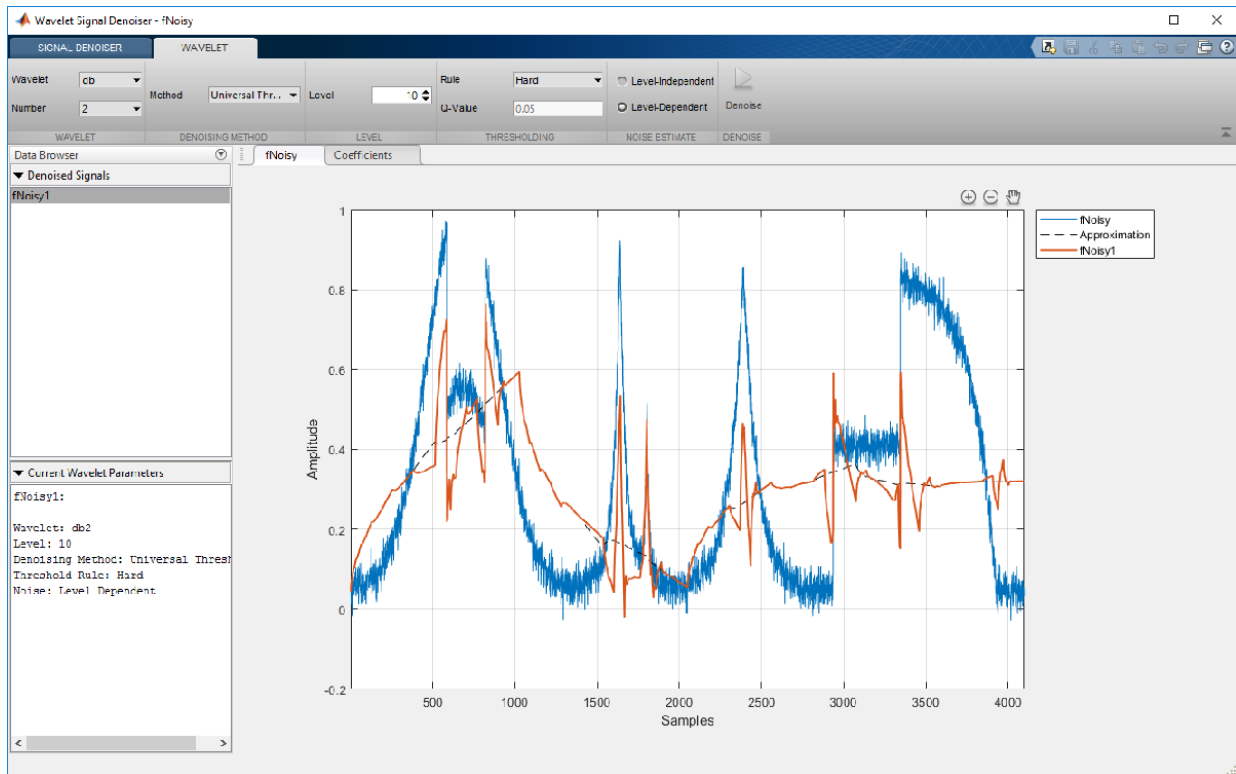 Wavelet Signal Denoiser - fNoisy
SIGNAL DENOISER WAVELET
Wavelet db
Number 2
Method Universal Thr...
Level 10
Rule Hard
Q-Value 0.05
Level-Independent
Level-Dependent
Denoise
WAVELET DENOISING METHOD LEVEL THRESHOLDING NOISE ESTIMATE DENOISE
Data Browser
Denoised Signals
fNoisy1
fNoisy Coefficients
fNoisy
Approximation
fNoisy1
1
0.8
0.6
0.4
0.2
0
-0.2
Amplitude
500 1000 1500 2000 2500 3000 3500 4000
Samples
Current Wavelet Parameters
fNoisy1:
Wavelet: db2
Level: 10
Denoising Method: Universal Thresh
Threshold Rule: Hard
Noise: Level Dependent